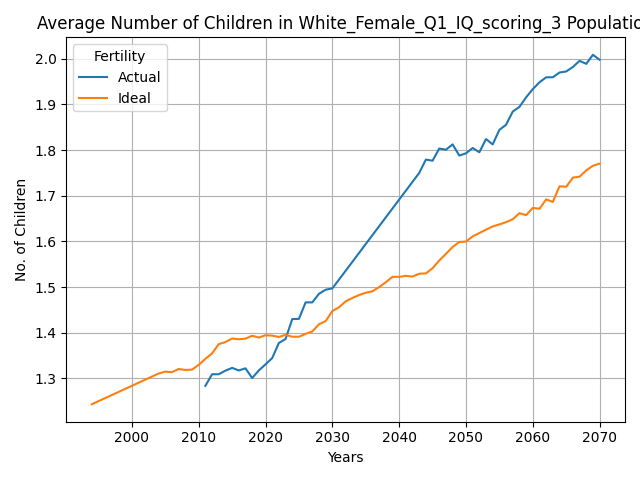 Average Number of Children in White_Female_Q1_IQ_scoring_3 Populatio
Fertility
Actual
Ideal
2.0
1.9
1.8
1.7
1.6
1.5
1.4
1.3
No. of Children
2000 2010 2020 2030 2040 2050 2060 2070
Years